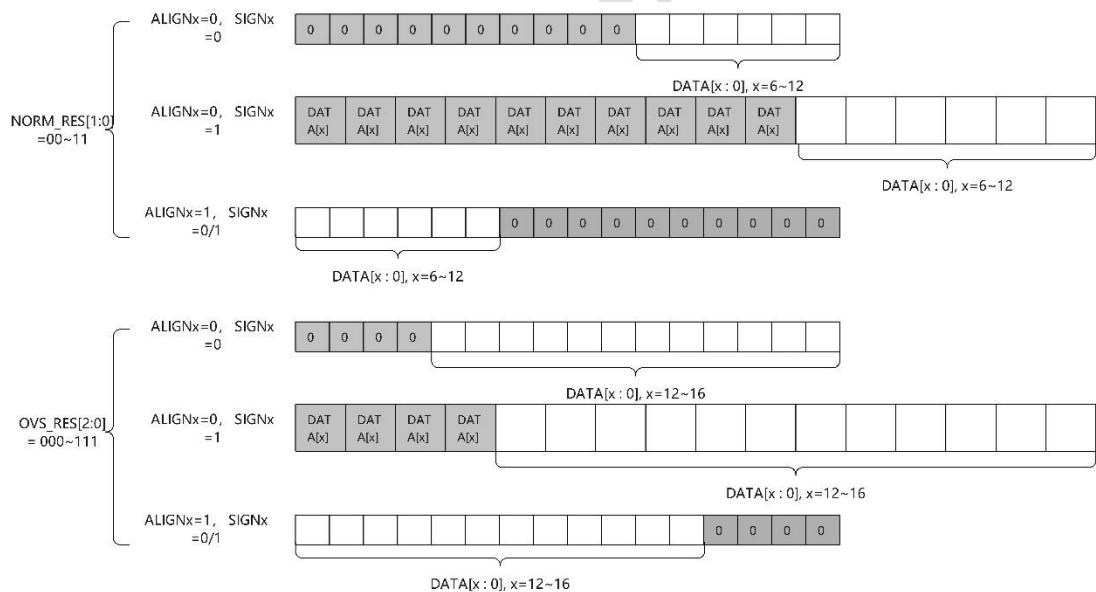 ALIGNx=0, SIGNx
=0
0 0 0 0 0 0 0 0 0 0
DATA[x : 0], x=6~12
NORM_RES[1:0]
=00~11
ALIGNx=0, SIGNx
=1
DAT DAT DAT DAT DAT DAT DAT DAT DAT DAT
A[x] A[x] A[x] A[x] A[x] A[x] A[x] A[x] A[x] A[x]
DATA[x : 0], x=6~12
ALIGNx=1, SIGNx
=0/1
0 0 0 0 0 0 0 0 0 0
DATA[x : 0], x=6~12
ALIGNx=0, SIGNx
=0
0 0 0 0
DATA[x : 0], x=12~16
OVS_RES[2:0]
= 000~111
ALIGNx=0, SIGNx
=1
DAT DAT DAT DAT
A[x] A[x] A[x] A[x]
DATA[x : 0], x=12~16
ALIGNx=1, SIGNx
=0/1
0 0 0 0
DATA[x : 0], x=12~16